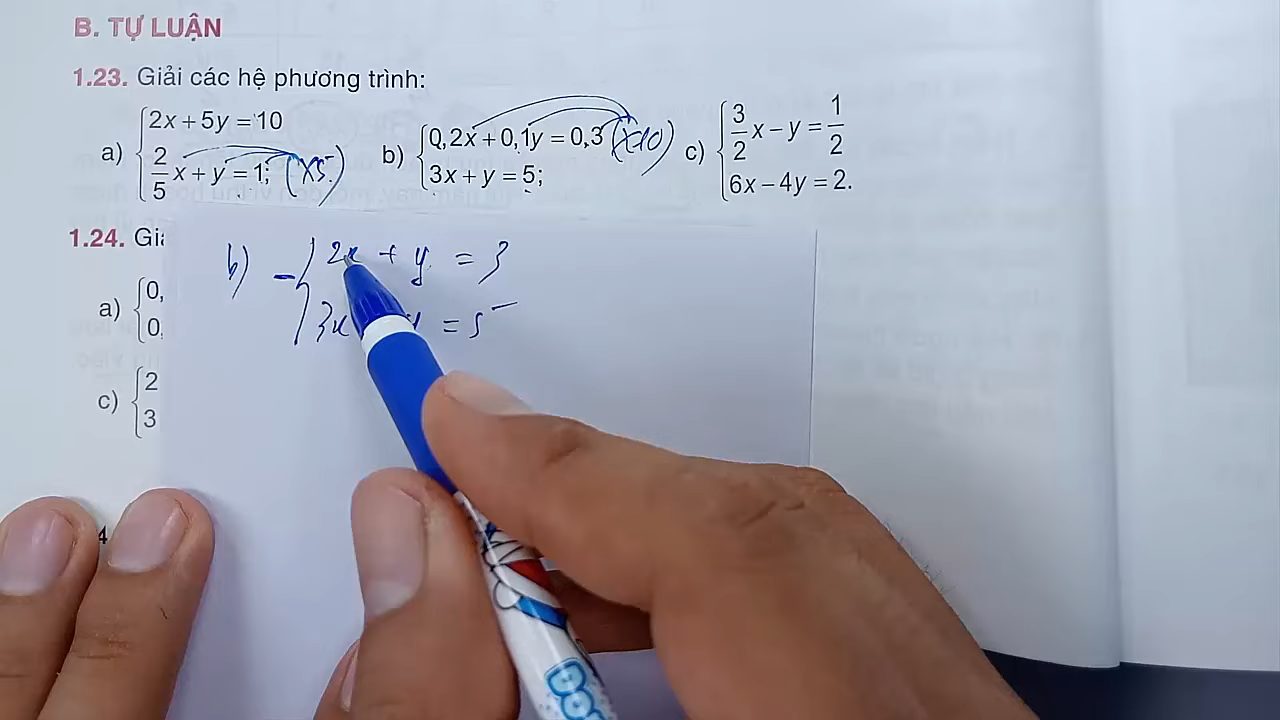 B. TỰ LUẬN
1.23. Giải các hệ phương trình:
a) { 2x + 5y = 10
2/5 x + y = 1; (x5)
b) { 0,2x + 0,1y = 0,3 (x10)
3x + y = 5;
c) { 3/2 x – y = 1/2
6x – 4y = 2.
1.24.
a) { 0,
0,
c) { 2
3
4
b) – { 2x + y = 3
3x y = 5